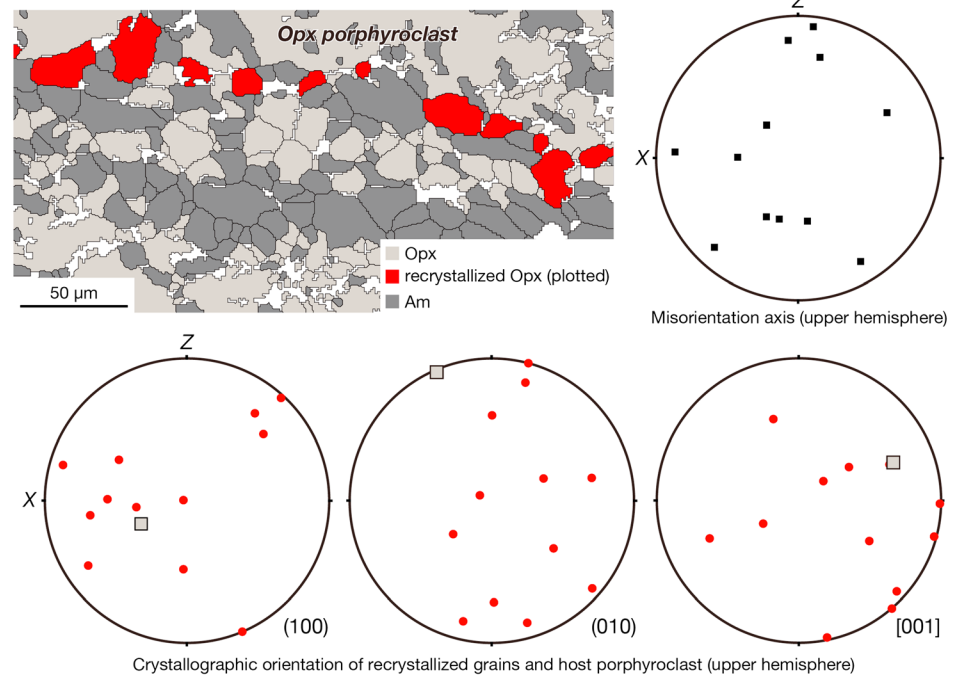 Opx porphyroclast
Opx
recrystallized Opx (plotted)
Am
50 µm
Z
X
Misorientation axis (upper hemisphere)
Z
X
(100)
(010)
[001]
Crystallographic orientation of recrystallized grains and host porphyroclast (upper hemisphere)